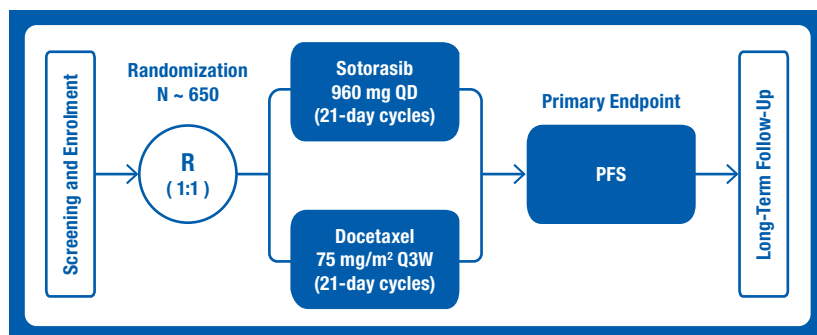 Screening and Enrolment
Randomization
N ~ 650
R
( 1:1 )
Sotorasib
960 mg QD
(21-day cycles)
Docetaxel
75 mg/m² Q3W
(21-day cycles)
Primary Endpoint
PFS
Long-Term Follow-Up